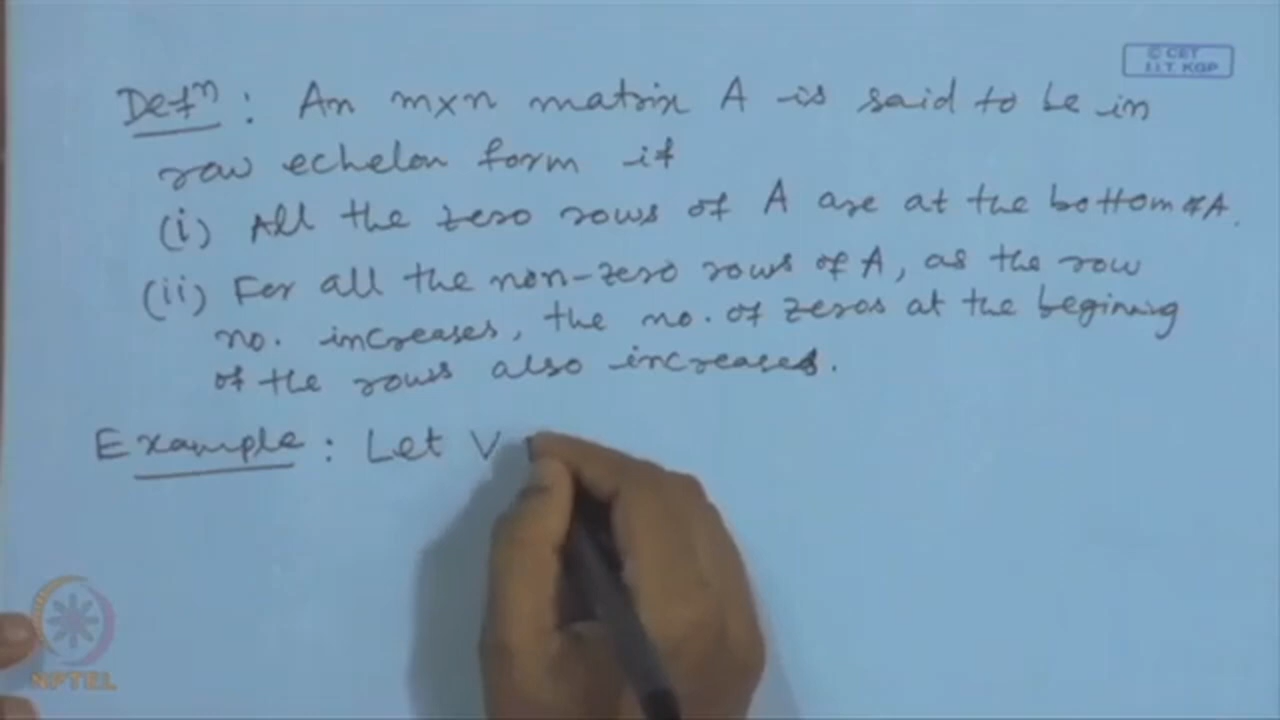 © CET
I.I.T. KGP
Defⁿ : An m×n matrix A is said to be in
row echelon form if
(i) All the zero rows of A are at the bottom of A.
(ii) For all the non-zero rows of A, as the row
no. increases, the no. of zeros at the beginning
of the rows also increases.
Example : Let V
NPTEL